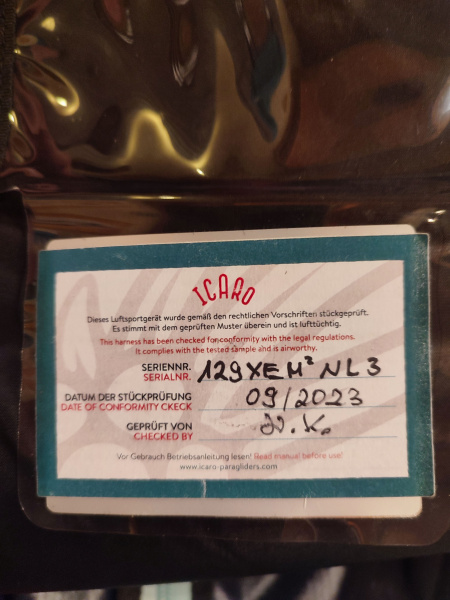 ICARO
Dieses Luftsportgerät wurde gemäß den rechtlichen Vorschriften stückgeprüft.
Es stimmt mit dem geprüften Muster überein und ist lufttüchtig.
This harness has been checked for conformity with the legal regulations.
It complies with the tested sample and is airworthy.
SERIENNR. 129XEM² NL3
SERIALNR.
DATUM DER STÜCKPRÜFUNG 09/2023
DATE OF CONFORMITY CKECK
GEPRÜFT VON
CHECKED BY
Vor Gebrauch Betriebsanleitung lesen! Read manual before use!
www.icaro-paragliders.com